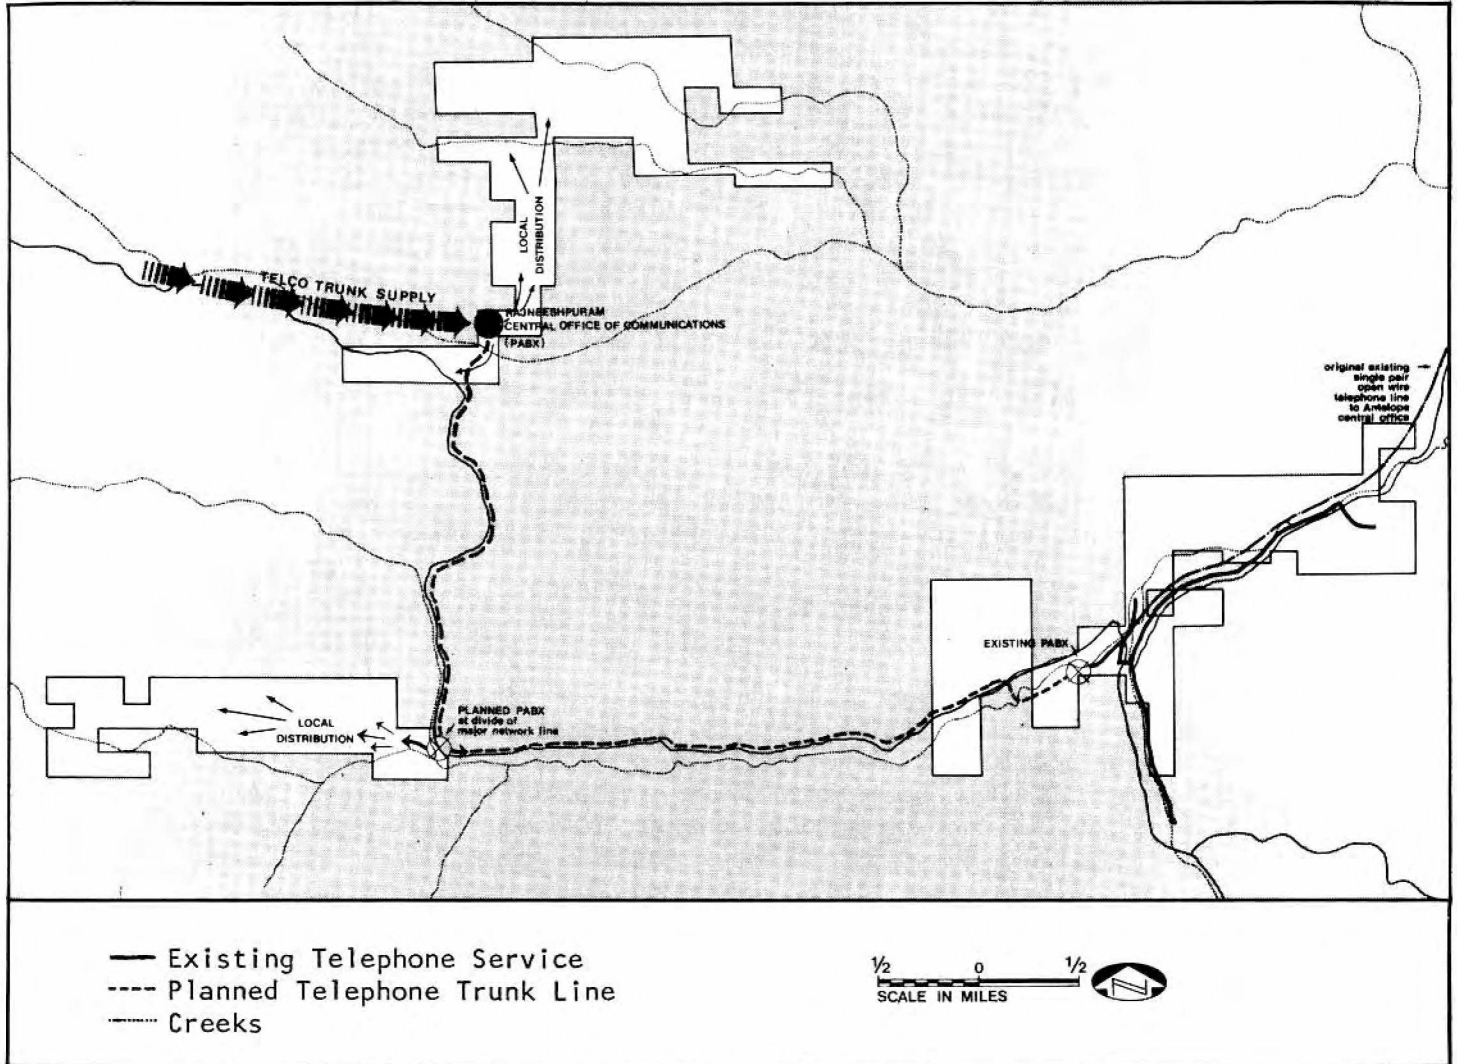 LOCAL
DISTRIBUTION
TELCO TRUNK SUPPLY
RAJNEESHPURAM
CENTRAL OFFICE OF COMMUNICATIONS
(PABX)
original existing
single pair
open wire
telephone line
to Antelope
central office
EXISTING PABX
PLANNED PABX
at divide of
major network line
LOCAL
DISTRIBUTION
Existing Telephone Service
Planned Telephone Trunk Line
Creeks
½ 0 ½
SCALE IN MILES
N